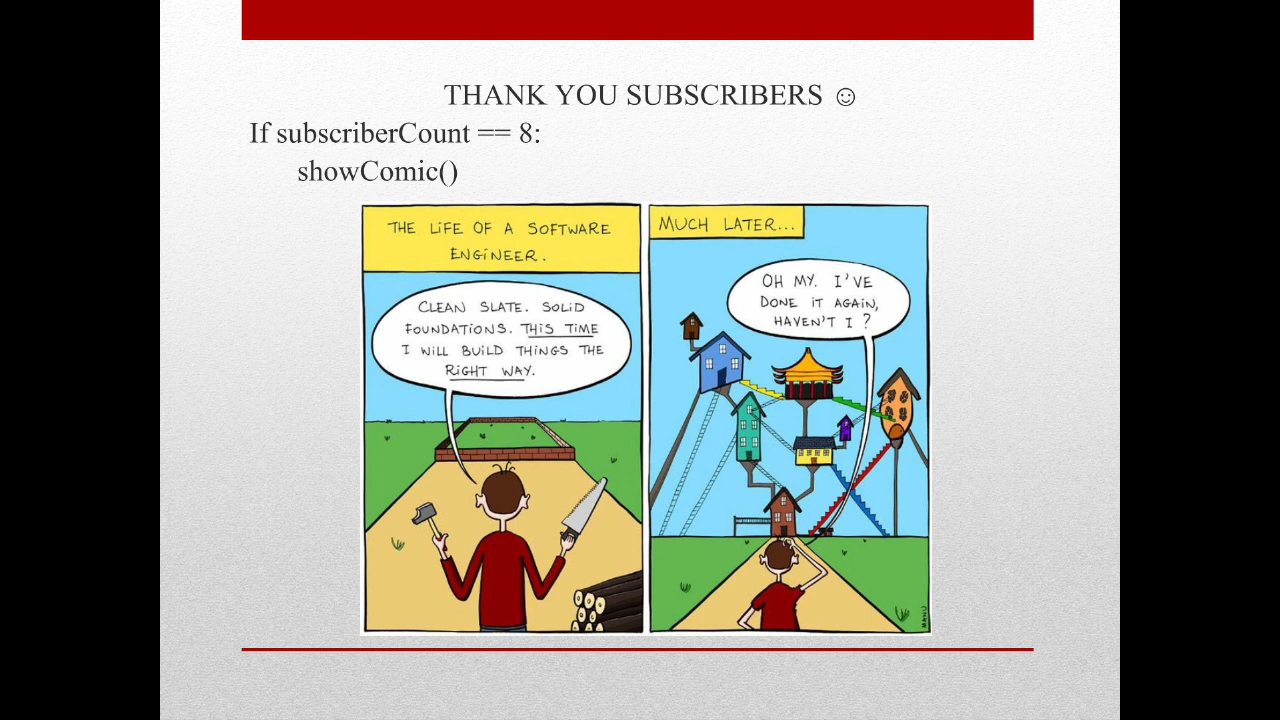 THANK YOU SUBSCRIBERS ☺
If subscriberCount == 8:
showComic()
THE LiFE OF A SOFTWARE
ENGiNEER.
CLEAN SLATE. SOLiD
FOUNDATiONS. THiS TiME
I WiLL BUiLD THiNGS THE
RiGHT WAY.
MUCH LATER...
OH MY. I'VE
DONE iT AGAiN,
HAVEN'T I?
MANU